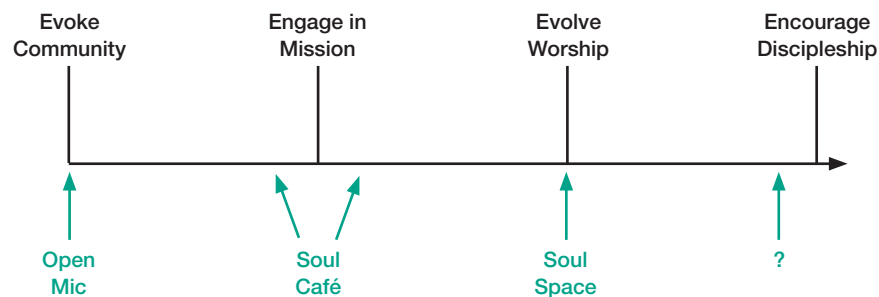 Evoke
Community
Engage in
Mission
Evolve
Worship
Encourage
Discipleship
Open
Mic
Soul
Café
Soul
Space
?